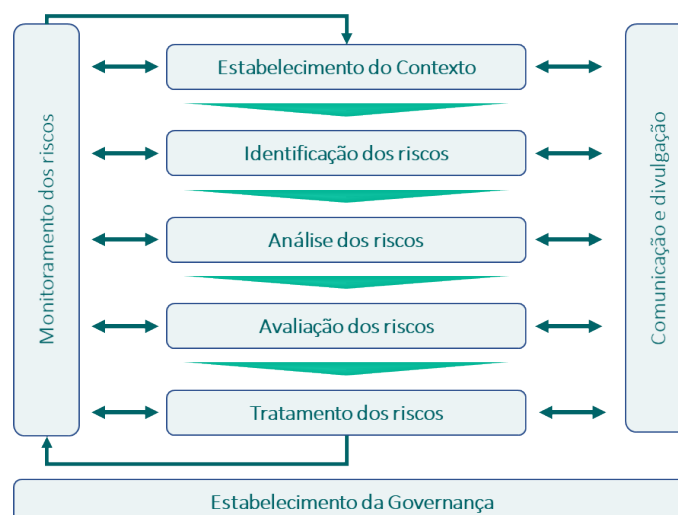 Monitoramento dos riscos
Estabelecimento do Contexto
Identificação dos riscos
Análise dos riscos
Avaliação dos riscos
Tratamento dos riscos
Comunicação e divulgação
Estabelecimento da Governança